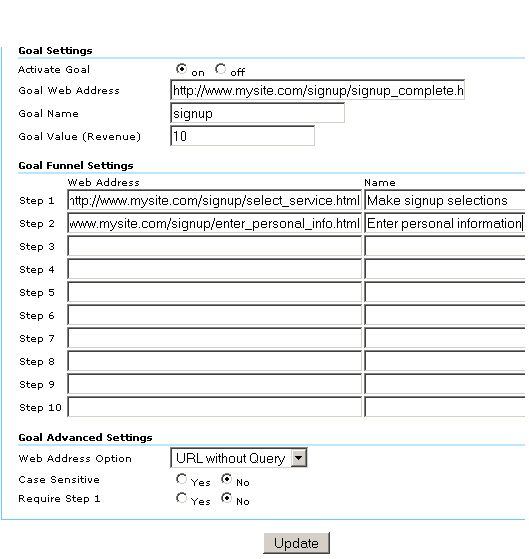 Goal Settings
Activate Goal on off
Goal Web Address http://www.mysite.com/signup/signup_complete.h
Goal Name signup
Goal Value (Revenue) 10
Goal Funnel Settings
Web Address Name
Step 1 http://www.mysite.com/signup/select_service.html Make signup selections
Step 2 www.mysite.com/signup/enter_personal_info.html Enter personal information
Step 3
Step 4
Step 5
Step 6
Step 7
Step 8
Step 9
Step 10
Goal Advanced Settings
Web Address Option URL without Query
Case Sensitive Yes No
Require Step 1 Yes No
Update